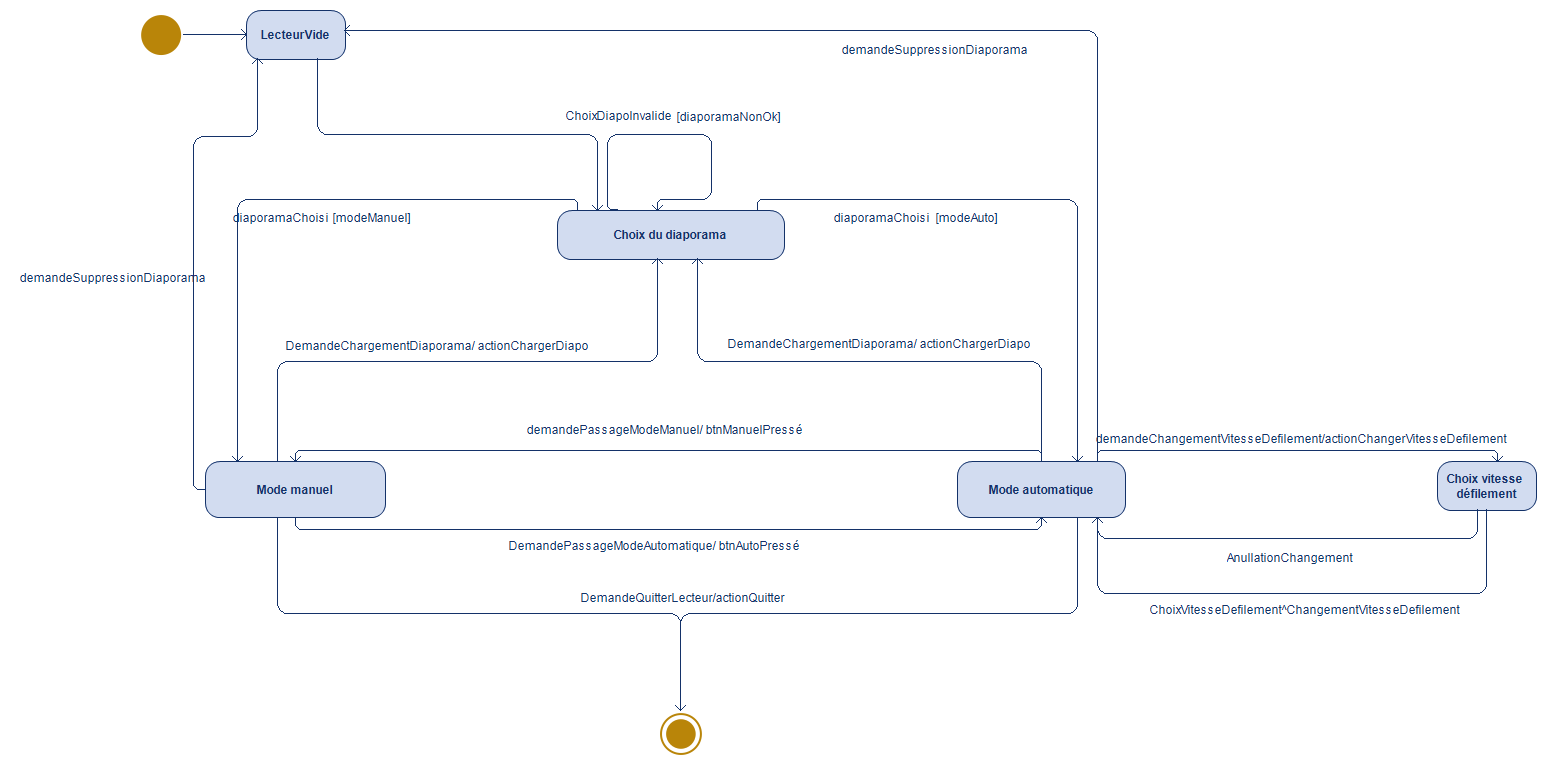 LecteurVide
demandeSuppressionDiaporama
ChoixDiapoInvalide [diaporamaNonOk]
diaporamaChoisi [modeManuel]
diaporamaChoisi [modeAuto]
Choix du diaporama
demandeSuppressionDiaporama
DemandeChargementDiaporama/ actionChargerDiapo
DemandeChargementDiaporama/ actionChargerDiapo
demandePassageModeManuel/ btnManuelPressé
demandeChangementVitesseDefilement/actionChangerVitesseDefilement
Mode manuel
Mode automatique
Choix vitesse
défilement
DemandePassageModeAutomatique/ btnAutoPressé
AnullationChangement
DemandeQuitterLecteur/actionQuitter
ChoixVitesseDefilement^ChangementVitesseDefilement